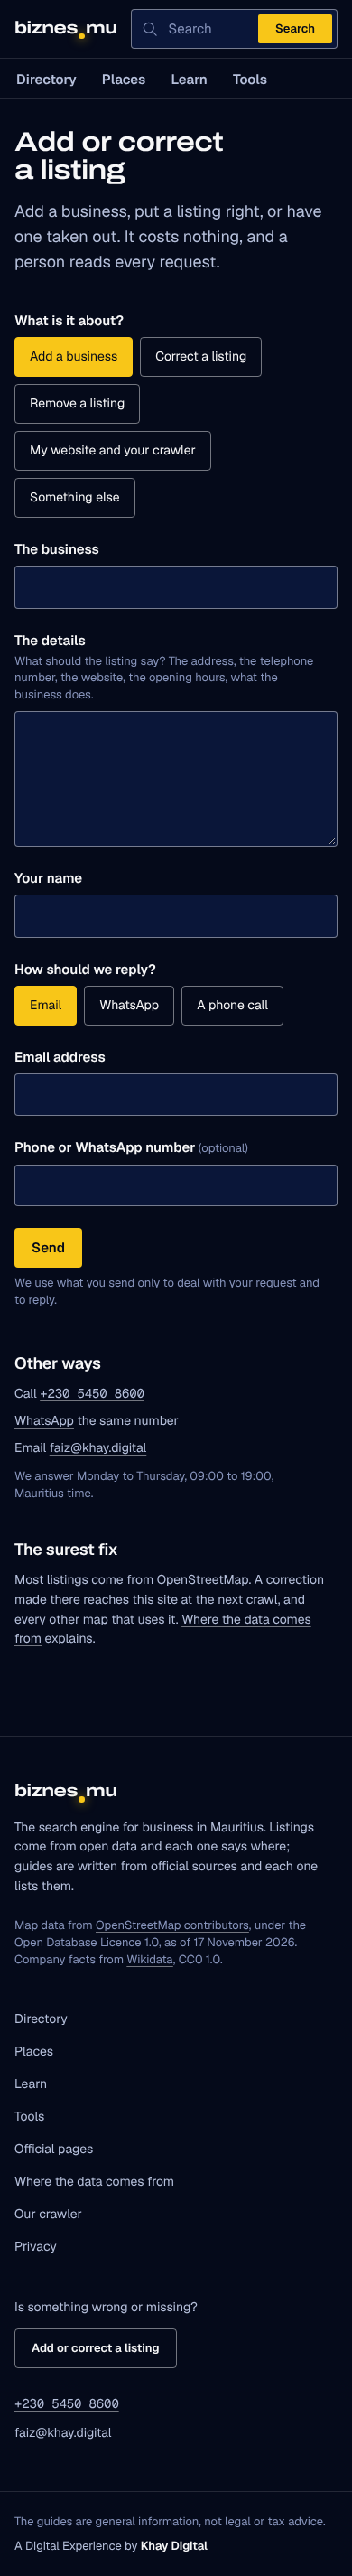 biznes.mu
Search
Search
Directory
Places
Learn
Tools
Add or correct
a listing
Add a business, put a listing right, or have
one taken out. It costs nothing, and a
person reads every request.
What is it about?
Add a business
Correct a listing
Remove a listing
My website and your crawler
Something else
The business
The details
What should the listing say? The address, the telephone
number, the website, the opening hours, what the
business does.
Your name
How should we reply?
Email
WhatsApp
A phone call
Email address
Phone or WhatsApp number (optional)
Send
We use what you send only to deal with your request and
to reply.
Other ways
Call +230 5450 8600
WhatsApp the same number
Email faiz@khay.digital
We answer Monday to Thursday, 09:00 to 19:00,
Mauritius time.
The surest fix
Most listings come from OpenStreetMap. A correction
made there reaches this site at the next crawl, and
every other map that uses it. Where the data comes
from explains.
biznes.mu
The search engine for business in Mauritius. Listings
come from open data and each one says where;
guides are written from official sources and each one
lists them.
Map data from OpenStreetMap contributors, under the
Open Database Licence 1.0, as of 17 November 2026.
Company facts from Wikidata, CC0 1.0.
Directory
Places
Learn
Tools
Official pages
Where the data comes from
Our crawler
Privacy
Is something wrong or missing?
Add or correct a listing
+230 5450 8600
faiz@khay.digital
The guides are general information, not legal or tax advice.
A Digital Experience by Khay Digital